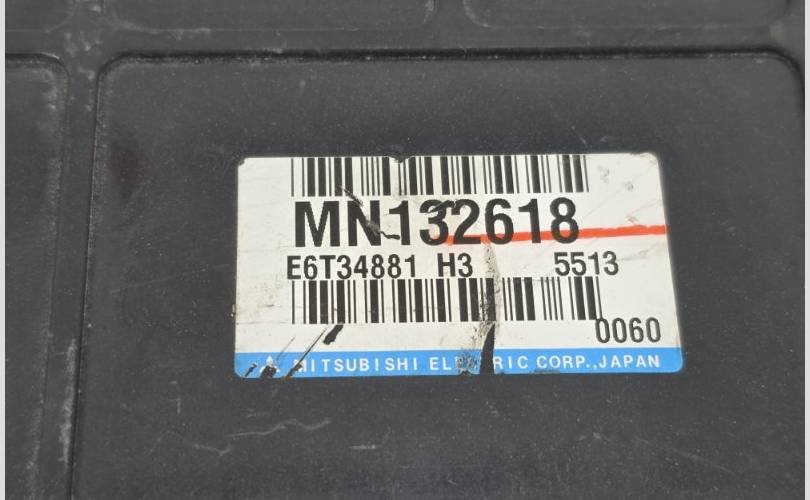 MN132618
E6T34881 H3 5513
0060
MITSUBISHI ELECTRIC CORP.,JAPAN